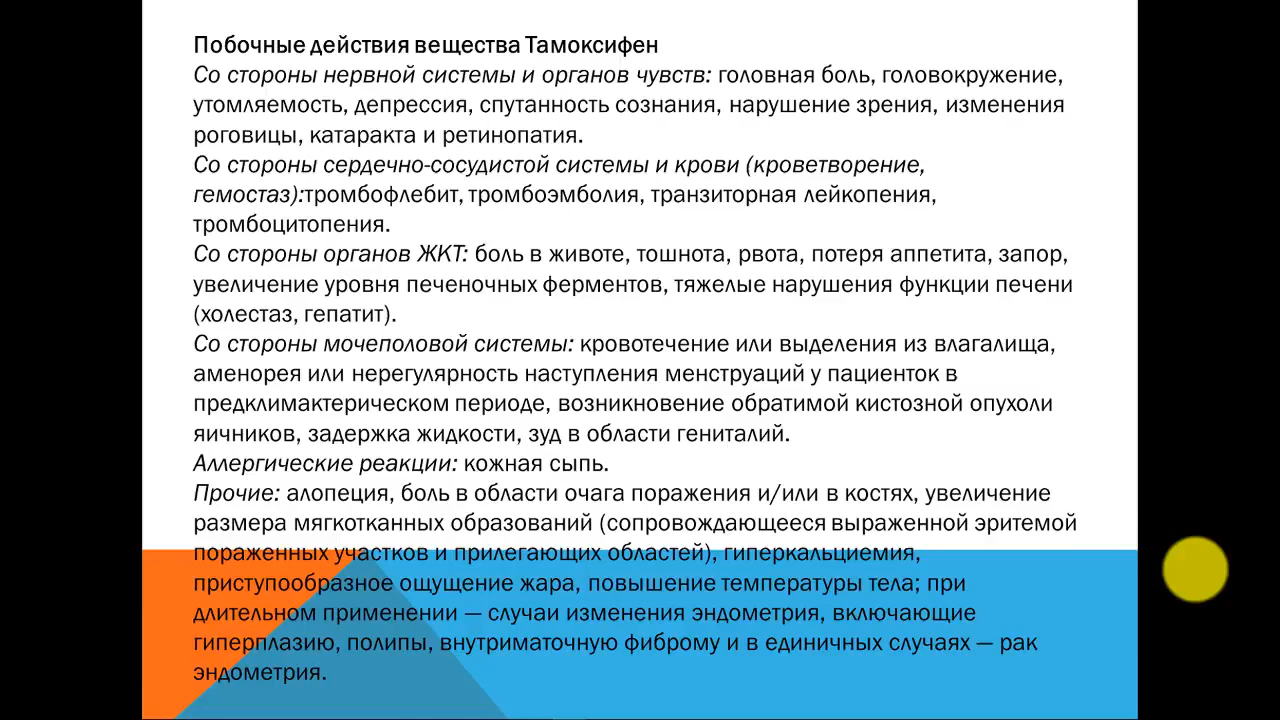 Побочные действия вещества Тамоксифен
Со стороны нервной системы и органов чувств: головная боль, головокружение,
утомляемость, депрессия, спутанность сознания, нарушение зрения, изменения
роговицы, катаракта и ретинопатия.
Со стороны сердечно-сосудистой системы и крови (кроветворение,
гемостаз):тромбофлебит, тромбоэмболия, транзиторная лейкопения,
тромбоцитопения.
Со стороны органов ЖКТ: боль в животе, тошнота, рвота, потеря аппетита, запор,
увеличение уровня печеночных ферментов, тяжелые нарушения функции печени
(холестаз, гепатит).
Со стороны мочеполовой системы: кровотечение или выделения из влагалища,
аменорея или нерегулярность наступления менструаций у пациенток в
предклимактерическом периоде, возникновение обратимой кистозной опухоли
яичников, задержка жидкости, зуд в области гениталий.
Аллергические реакции: кожная сыпь.
Прочие: алопеция, боль в области очага поражения и/или в костях, увеличение
размера мягкотканных образований (сопровождающееся выраженной эритемой
пораженных участков и прилегающих областей), гиперкальциемия,
приступообразное ощущение жара, повышение температуры тела; при
длительном применении — случаи изменения эндометрия, включающие
гиперплазию, полипы, внутриматочную фиброму и в единичных случаях — рак
эндометрия.